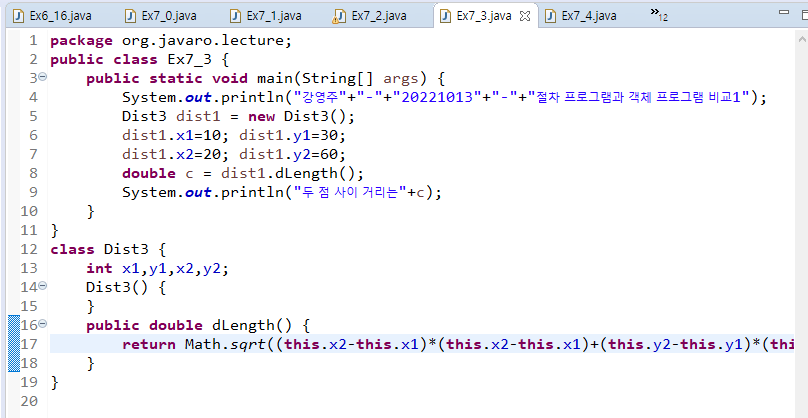 Ex6_16.java Ex7_0.java Ex7_1.java Ex7_2.java Ex7_3.java Ex7_4.java »12
1 package org.javaro.lecture;
2 public class Ex7_3 {
3 public static void main(String[] args) {
4 System.out.println("강영주"+"-"+"20221013"+"-"+"절차 프로그램과 객체 프로그램 비교1");
5 Dist3 dist1 = new Dist3();
6 dist1.x1=10; dist1.y1=30;
7 dist1.x2=20; dist1.y2=60;
8 double c = dist1.dLength();
9 System.out.println("두 점 사이 거리는"+c);
10 }
11 }
12 class Dist3 {
13 int x1,y1,x2,y2;
14 Dist3() {
15 }
16 public double dLength() {
17 return Math.sqrt((this.x2-this.x1)*(this.x2-this.x1)+(this.y2-this.y1)*(thi
18 }
19 }
20